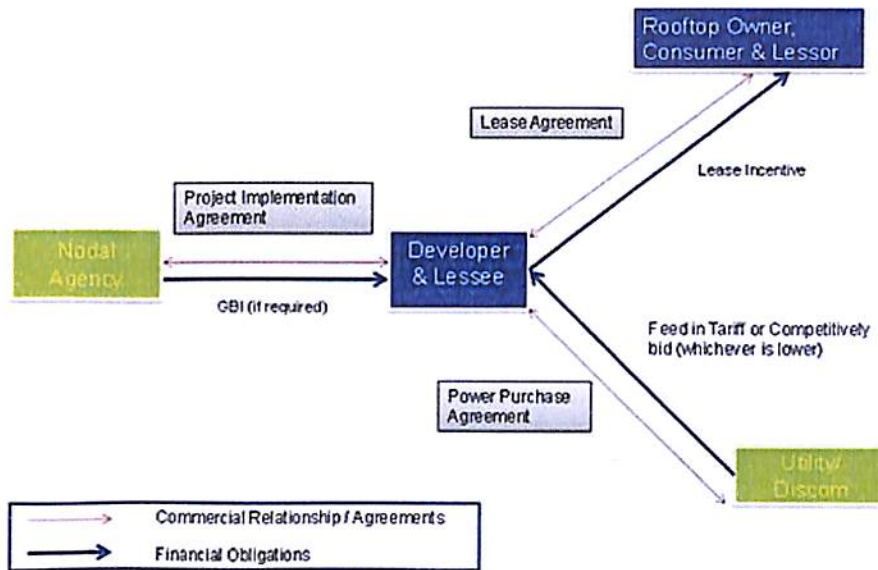 Rooftop Owner,
Consumer & Lessor
Lease Agreement
Lease Incentive
Project Implementation
Agreement
Nodal
Agency
Developer
& Lessee
GBI (if required)
Feed in Tariff or Competitively
bid (whichever is lower)
Power Purchase
Agreement
Utility/
Discom
Commercial Relationship / Agreements
Financial Obligations